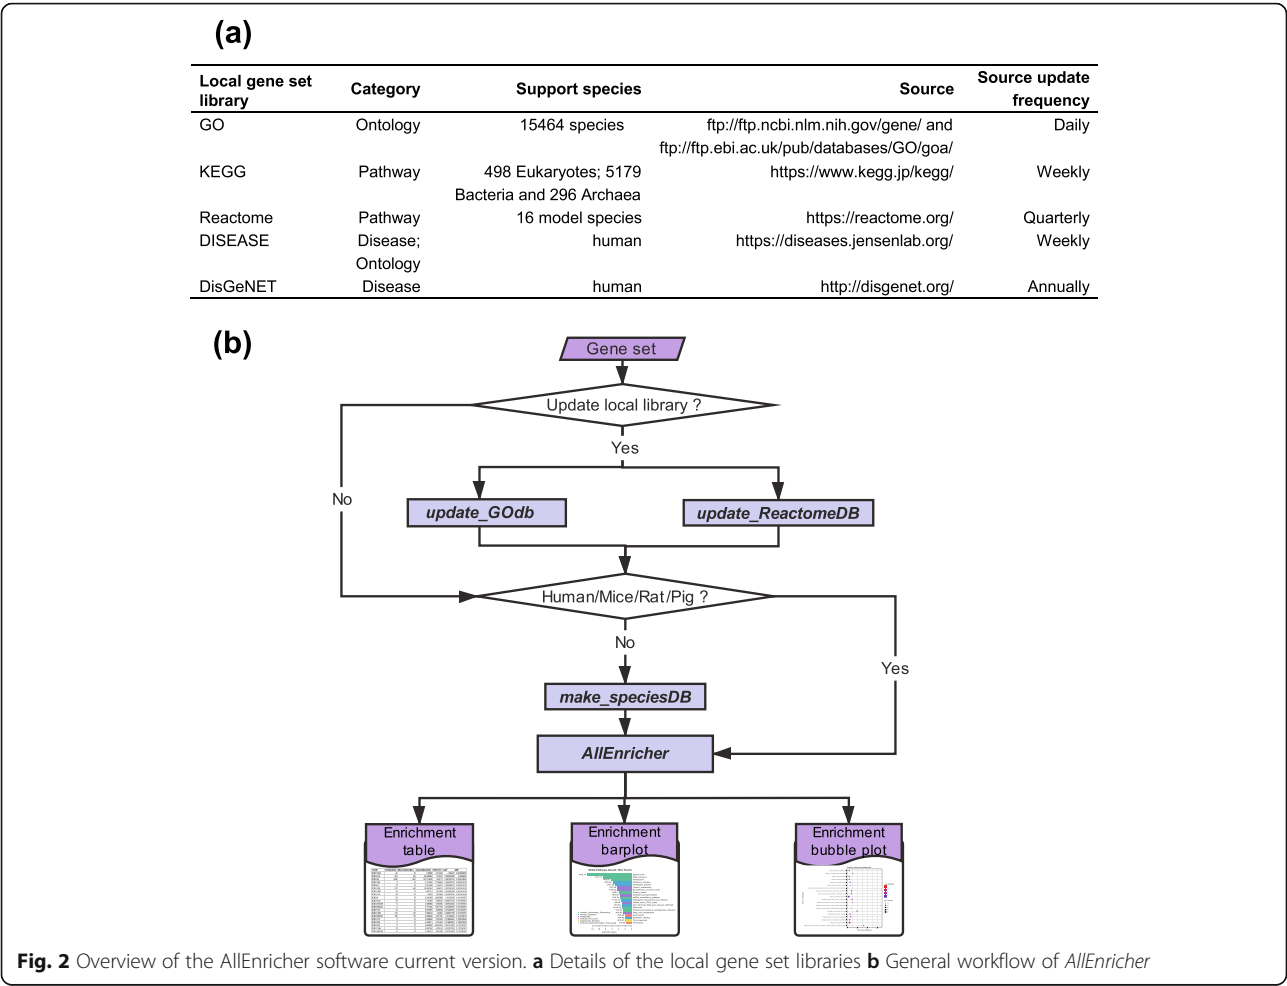 (a)
Local gene set library Category Support species Source Source update frequency
GO Ontology 15464 species ftp://ftp.ncbi.nlm.nih.gov/gene/ and Daily
ftp://ftp.ebi.ac.uk/pub/databases/GO/goa/
KEGG Pathway 498 Eukaryotes; 5179 https://www.kegg.jp/kegg/ Weekly
Bacteria and 296 Archaea
Reactome Pathway 16 model species https://reactome.org/ Quarterly
DISEASE Disease; human https://diseases.jensenlab.org/ Weekly
Ontology
DisGeNET Disease human http://disgenet.org/ Annually
(b)
Gene set
Update local library ?
Yes
No
update_GOdb
update_ReactomeDB
Human/Mice/Rat/Pig ?
No
Yes
make_speciesDB
AllEnricher
Enrichment
table
Enrichment
barplot
Enrichment
bubble plot
Fig. 2 Overview of the AllEnricher software current version. a Details of the local gene set libraries b General workflow of AllEnricher